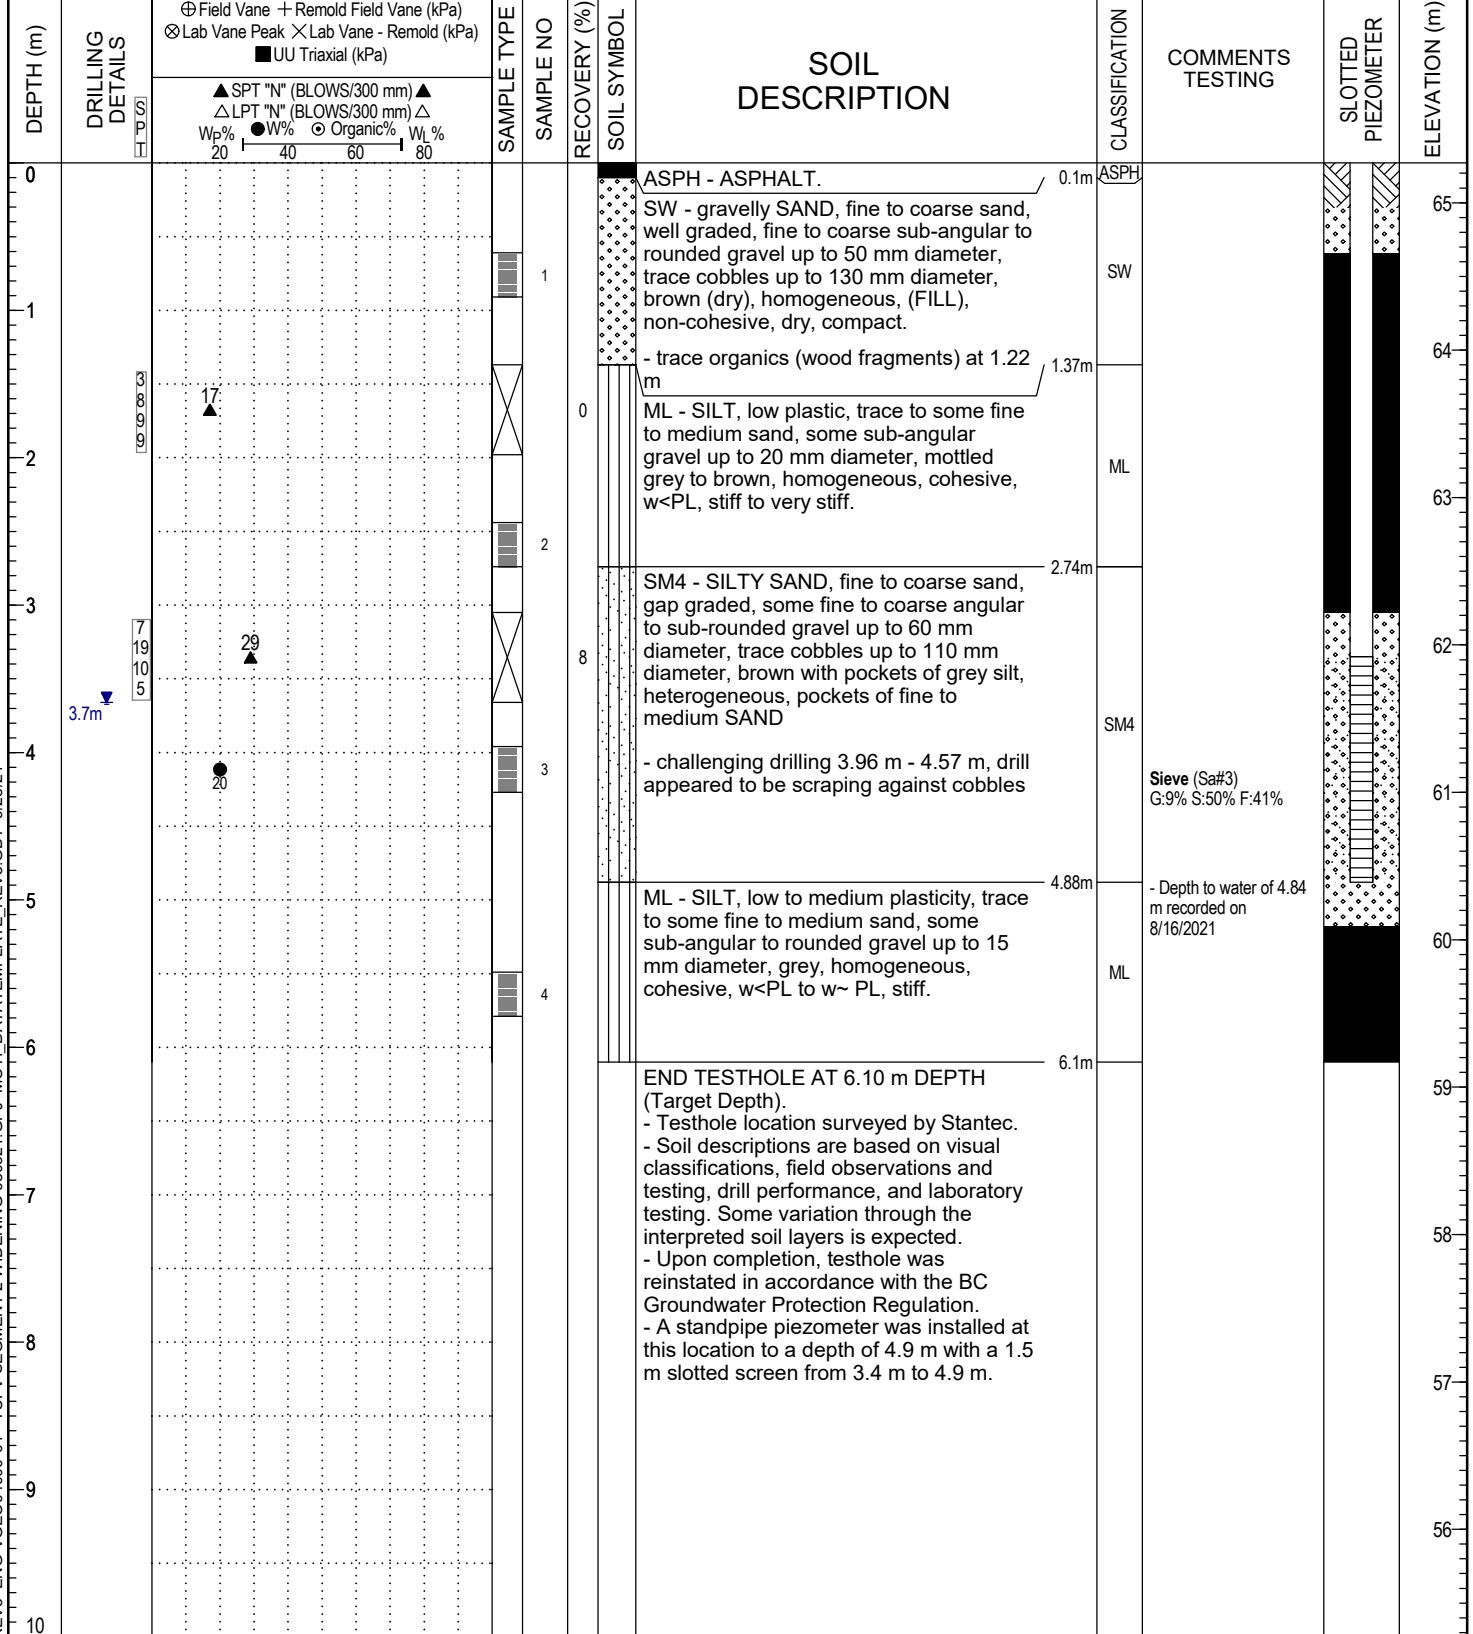 ⊕ Field Vane + Remold Field Vane (kPa)
⊗ Lab Vane Peak × Lab Vane - Remold (kPa)
■ UU Triaxial (kPa)
▲ SPT "N" (BLOWS/300 mm) ▲
△ LPT "N" (BLOWS/300 mm) △
WP% ● W% ⊙ Organic% WL%
20 40 60 80
DEPTH (m)
DRILLING
DETAILS
SPT
SAMPLE TYPE
SAMPLE NO
RECOVERY (%)
SOIL SYMBOL
SOIL
DESCRIPTION
CLASSIFICATION
COMMENTS
TESTING
SLOTTED
PIEZOMETER
ELEVATION (m)
0
1
2
3
4
5
6
7
8
9
10
3
8
9
9
17
7
19
10
5
29
3.7m
20
1
2
3
4
0
8
ASPH - ASPHALT.
0.1m
ASPH
SW - gravelly SAND, fine to coarse sand,
well graded, fine to coarse sub-angular to
rounded gravel up to 50 mm diameter,
trace cobbles up to 130 mm diameter,
brown (dry), homogeneous, (FILL),
non-cohesive, dry, compact.
- trace organics (wood fragments) at 1.22
m
1.37m
SW
ML - SILT, low plastic, trace to some fine
to medium sand, some sub-angular
gravel up to 20 mm diameter, mottled
grey to brown, homogeneous, cohesive,
w<PL, stiff to very stiff.
2.74m
ML
SM4 - SILTY SAND, fine to coarse sand,
gap graded, some fine to coarse angular
to sub-rounded gravel up to 60 mm
diameter, trace cobbles up to 110 mm
diameter, brown with pockets of grey silt,
heterogeneous, pockets of fine to
medium SAND
- challenging drilling 3.96 m - 4.57 m, drill
appeared to be scraping against cobbles
4.88m
SM4
Sieve (Sa#3)
G:9% S:50% F:41%
ML - SILT, low to medium plasticity, trace
to some fine to medium sand, some
sub-angular to rounded gravel up to 15
mm diameter, grey, homogeneous,
cohesive, w<PL to w~ PL, stiff.
6.1m
ML
- Depth to water of 4.84
m recorded on
8/16/2021
END TESTHOLE AT 6.10 m DEPTH
(Target Depth).
- Testhole location surveyed by Stantec.
- Soil descriptions are based on visual
classifications, field observations and
testing, drill performance, and laboratory
testing. Some variation through the
interpreted soil layers is expected.
- Upon completion, testhole was
reinstated in accordance with the BC
Groundwater Protection Regulation.
- A standpipe piezometer was installed at
this location to a depth of 4.9 m with a 1.5
m slotted screen from 3.4 m to 4.9 m.
65
64
63
62
61
60
59
58
57
56